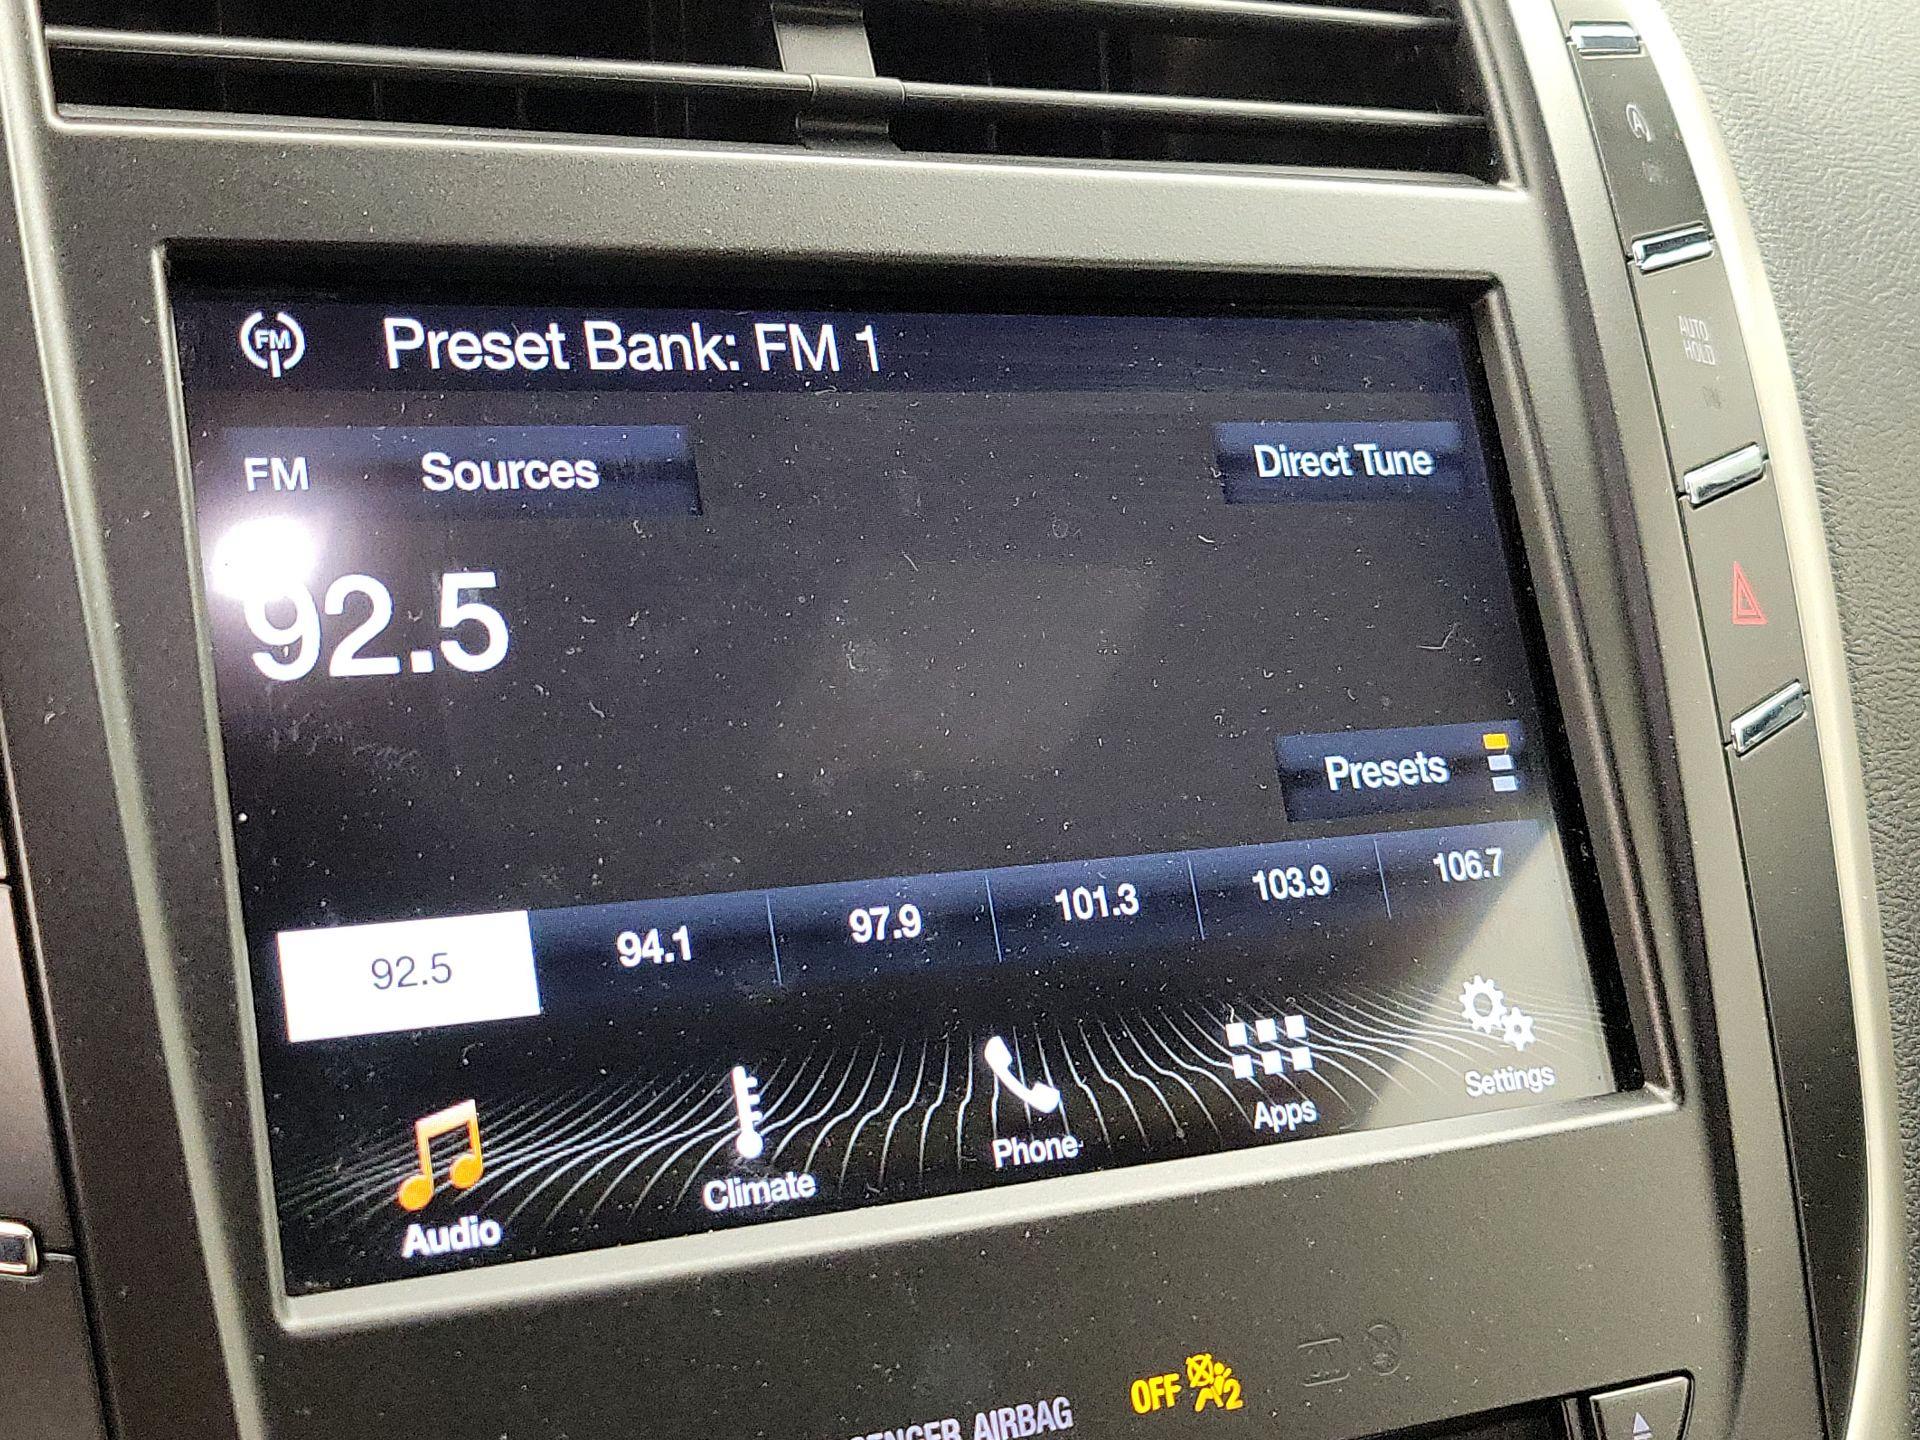 A
AUTO
HOLD
FM
Preset Bank: FM 1
FM
Sources
Direct Tune
92.5
Presets
92.5
94.1
97.9
101.3
103.9
106.7
Audio
Climate
Phone
Apps
Settings
AIRBAG
OFF
2